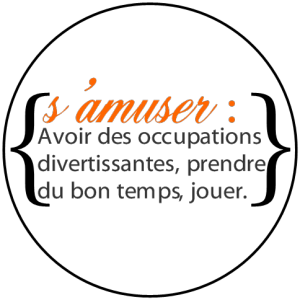 s'amuser :
Avoir des occupations
divertissantes, prendre
du bon temps, jouer.